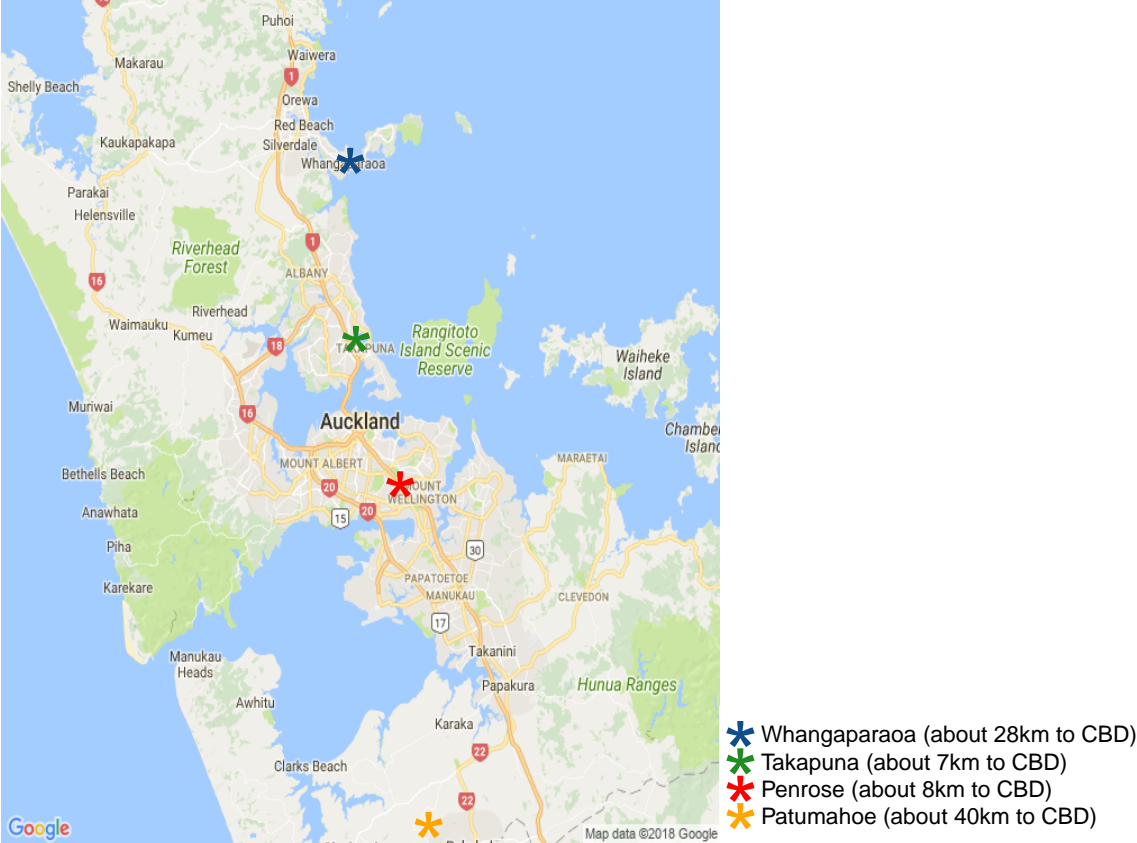 Puhoi
Makarau
Waiwera
1
Shelly Beach
Orewa
Red Beach
Kaukapakapa
Silverdale
Parakai
Helensville
1
Riverhead
Forest
ALBANY
16
Riverhead
Waimauku
Kumeu
18
Rangitoto
Island Scenic
Reserve
Waiheke
Island
Muriwai
16
Auckland
MOUNT ALBERT
MARAETAI
Bethells Beach
20
WELLINGTON
Anawhata
20
15
Piha
30
Karekare
PAPATOETOE
MANUKAU
CLEVEDON
17
Manukau
Heads
Takanini
Papakura
Hunua Ranges
Awhitu
Karaka
22
Clarks Beach
22
Google
Map data ©2018 Google
Whangaparaoa (about 28km to CBD)
Takapuna (about 7km to CBD)
Penrose (about 8km to CBD)
Patumahoe (about 40km to CBD)